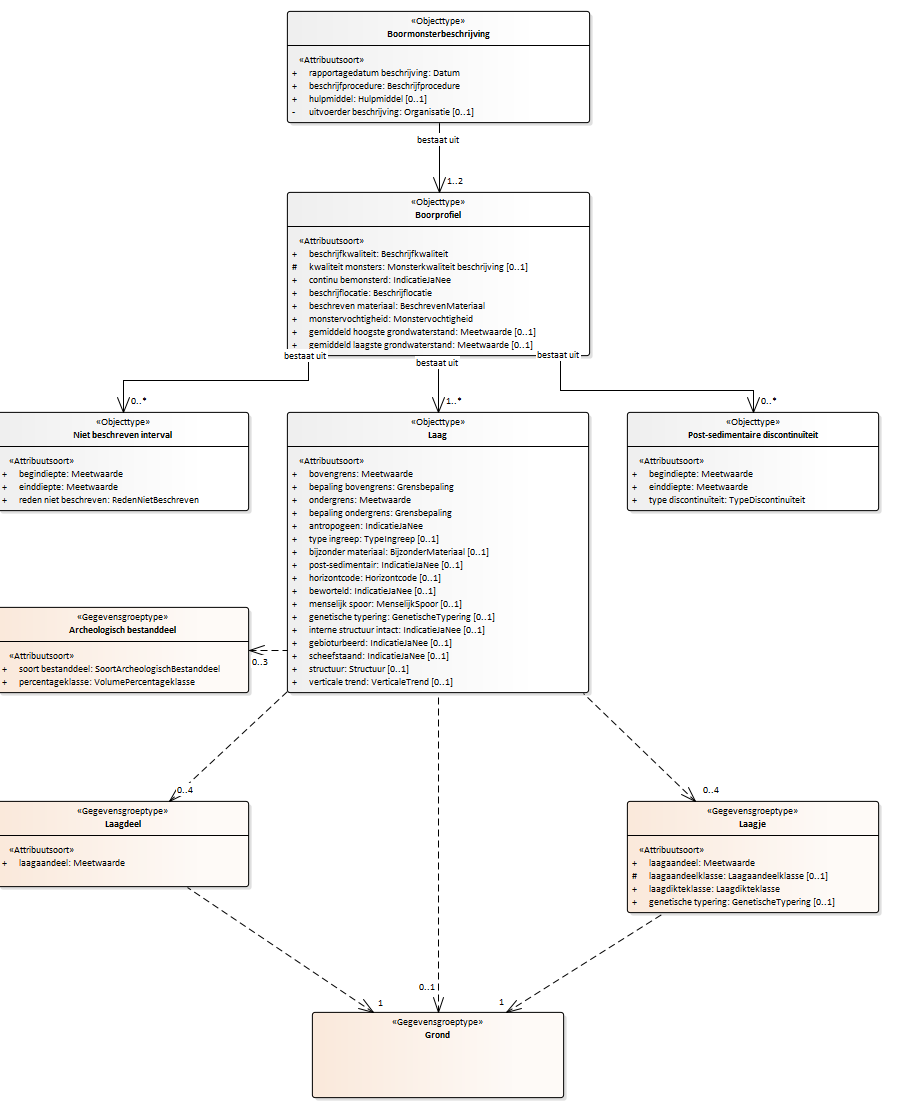 «Objecttype»
Boormonsterbeschrijving
«Attribuutsoort»
+ rapportagedatum beschrijving: Datum
+ beschrijfprocedure: Beschrijfprocedure
+ hulpmiddel: Hulpmiddel [0..1]
- uitvoerder beschrijving: Organisatie [0..1]
bestaat uit
1..2
«Objecttype»
Boorprofiel
«Attribuutsoort»
+ beschrijfkwaliteit: Beschrijfkwaliteit
# kwaliteit monsters: Monsterkwaliteit beschrijving [0..1]
+ continu bemonsterd: IndicatieJaNee
+ beschrijflocatie: Beschrijflocatie
+ beschreven materiaal: BeschrevenMateriaal
+ monstervochtigheid: Monstervochtigheid
+ gemiddeld hoogste grondwaterstand: Meetwaarde [0..1]
+ gemiddeld laagste grondwaterstand: Meetwaarde [0..1]
bestaat uit
bestaat uit
bestaat uit
0..*
1..*
0..*
«Objecttype»
Niet beschreven interval
«Attribuutsoort»
+ begindiepte: Meetwaarde
+ einddiepte: Meetwaarde
+ reden niet beschreven: RedenNietBeschreven
«Objecttype»
Laag
«Attribuutsoort»
+ bovengrens: Meetwaarde
+ bepaling bovengrens: Grensbepaling
+ ondergrens: Meetwaarde
+ bepaling ondergrens: Grensbepaling
+ antropogeen: IndicatieJaNee
+ type ingreep: TypeIngreep [0..1]
+ bijzonder materiaal: BijzonderMateriaal [0..1]
+ post-sedimentair: IndicatieJaNee [0..1]
+ horizontcode: Horizontcode [0..1]
+ beworteld: IndicatieJaNee [0..1]
+ menselijk spoor: MenselijkSpoor [0..1]
+ genetische typering: GenetischeTypering [0..1]
+ interne structuur intact: IndicatieJaNee [0..1]
+ gebioturbeerd: IndicatieJaNee [0..1]
+ scheefstaand: IndicatieJaNee [0..1]
+ structuur: Structuur [0..1]
+ verticale trend: VerticaleTrend [0..1]
«Objecttype»
Post-sedimentaire discontinuïteit
«Attribuutsoort»
+ begindiepte: Meetwaarde
+ einddiepte: Meetwaarde
+ type discontinuïteit: TypeDiscontinuïteit
«Gegevensgroeptype»
Archeologisch bestanddeel
«Attribuutsoort»
+ soort bestanddeel: SoortArcheologischBestanddeel
+ percentageklasse: VolumePercentageklasse
0..3
0..4
0..4
«Gegevensgroeptype»
Laagdeel
«Attribuutsoort»
+ laagaandeel: Meetwaarde
«Gegevensgroeptype»
Laagje
«Attribuutsoort»
+ laagaandeel: Meetwaarde
# laagaandeelklasse: Laagaandeelklasse [0..1]
+ laagdikteklasse: Laagdikteklasse
+ genetische typering: GenetischeTypering [0..1]
0..1
1
1
«Gegevensgroeptype»
Grond